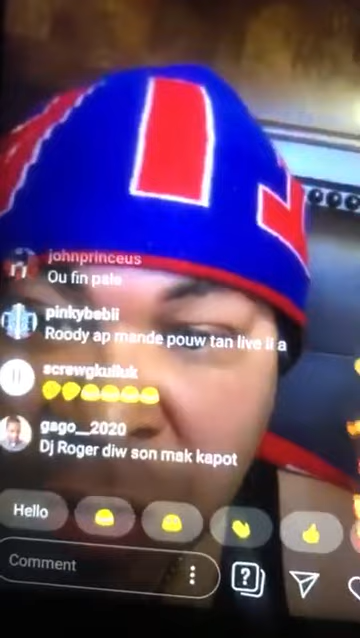 johnprinceus
Ou fin pale
pinkybebii
Roody ap mande pouw tan live li a
screwgkulluk
gago__2020
Dj Roger diw son mak kapot
Hello
Comment